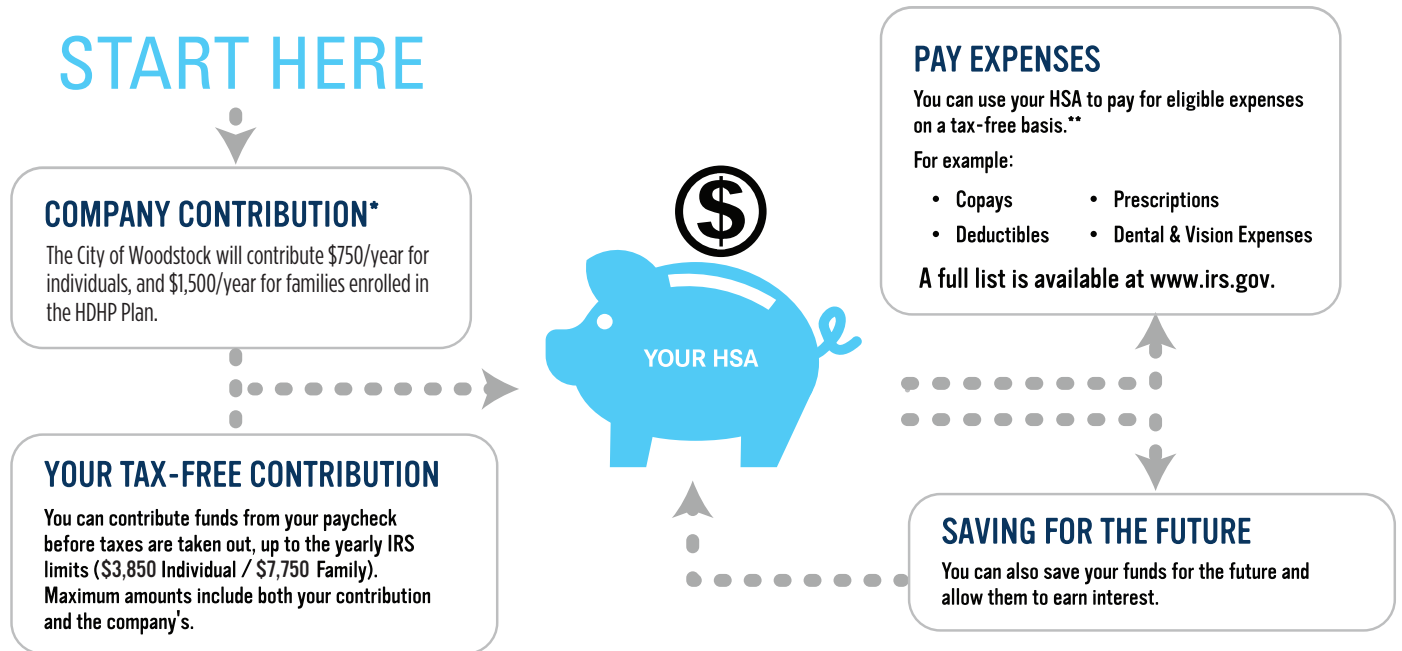 START HERE
COMPANY CONTRIBUTION*
The City of Woodstock will contribute $750/year for
individuals, and $1,500/year for families enrolled in
the HDHP Plan.
YOUR TAX-FREE CONTRIBUTION
You can contribute funds from your paycheck
before taxes are taken out, up to the yearly IRS
limits ($3,850 Individual / $7,750 Family).
Maximum amounts include both your contribution
and the company's.
$
YOUR HSA
PAY EXPENSES
You can use your HSA to pay for eligible expenses
on a tax-free basis.**
For example:
• Copays
• Deductibles
• Prescriptions
• Dental & Vision Expenses
A full list is available at www.irs.gov.
SAVING FOR THE FUTURE
You can also save your funds for the future and
allow them to earn interest.